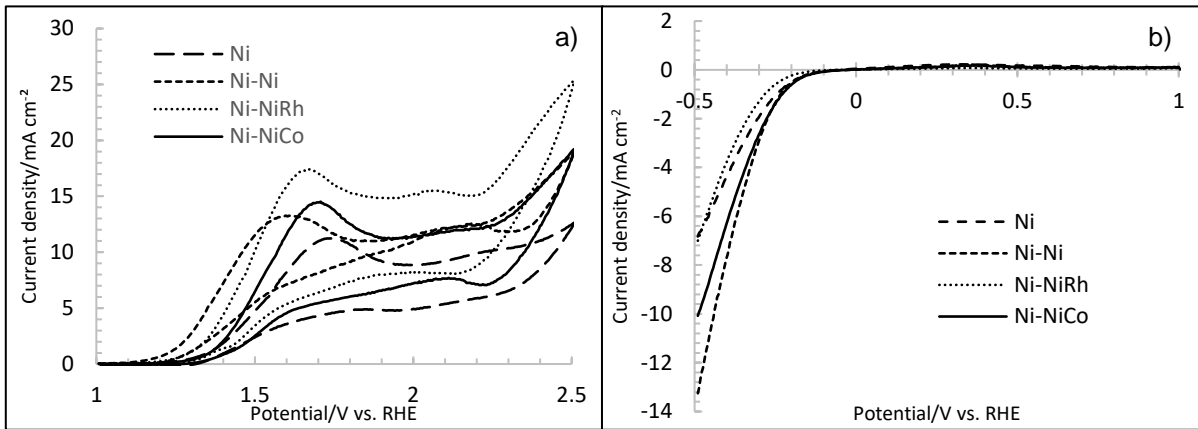 a)
30
25
20
15
10
5
0
Current density/mA cm⁻²
Ni
Ni-Ni
Ni-NiRh
Ni-NiCo
1
1.5
2
2.5
Potential/V vs. RHE
b)
2
0
-2
-4
-6
-8
-10
-12
-14
Current density/mA cm⁻²
-0.5
0
0.5
1
Ni
Ni-Ni
Ni-NiRh
Ni-NiCo
Potential/V vs. RHE